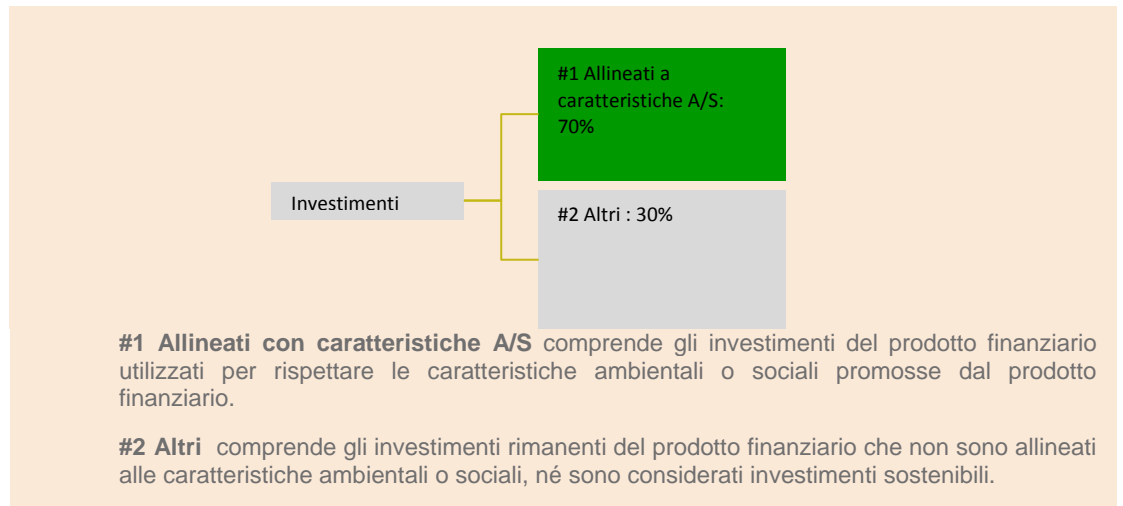 #1 Allineati a
caratteristiche A/S:
70%
Investimenti
#2 Altri : 30%
#1 Allineati con caratteristiche A/S comprende gli investimenti del prodotto finanziario
utilizzati per rispettare le caratteristiche ambientali o sociali promosse dal prodotto
finanziario.
#2 Altri comprende gli investimenti rimanenti del prodotto finanziario che non sono allineati
alle caratteristiche ambientali o sociali, né sono considerati investimenti sostenibili.